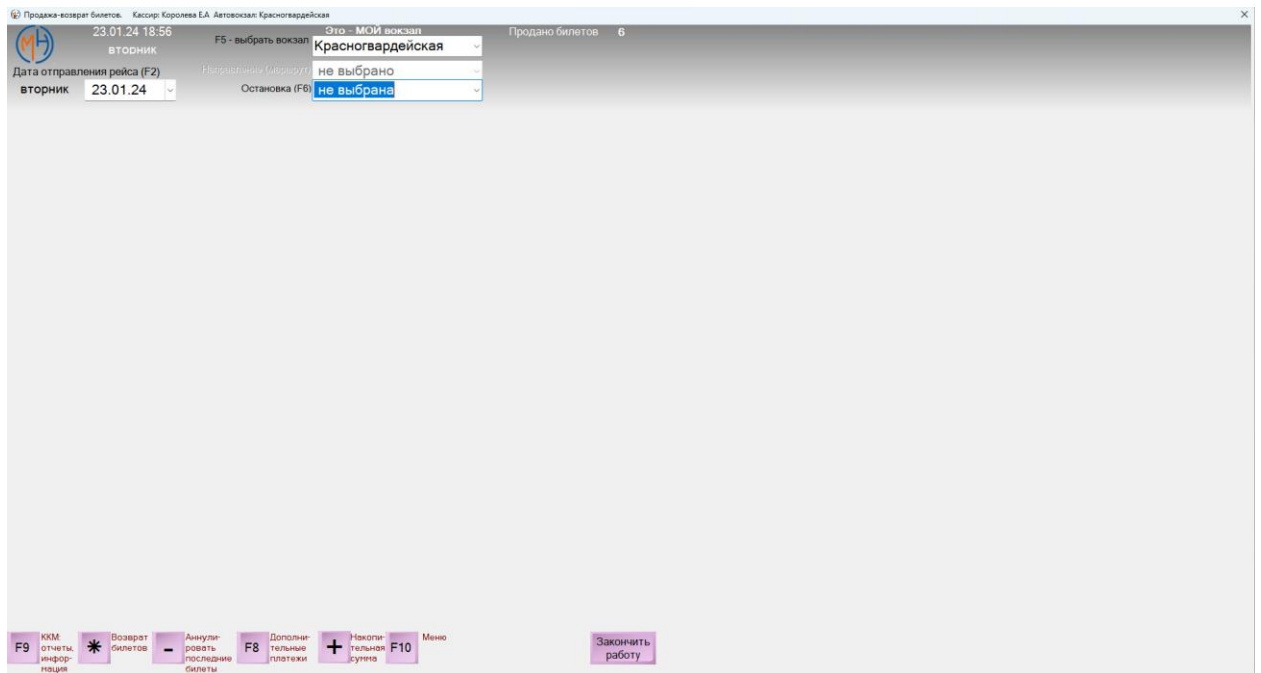 Продажа-возврат билетов. Кассир: Королева Е.А Автовокзал: Красногвардейская
23.01.24 18:56
вторник
F5 - выбрать вокзал
Это - МОЙ вокзал
Красногвардейская
Продано билетов 6
Дата отправления рейса (F2)
Направление (маршрут)
не выбрано
вторник 23.01.24
Остановка (F6)
не выбрана
F9
ККМ:
отчеты,
инфор-
мация
*
Возврат
билетов
-
Аннули-
ровать
последние
билеты
F8
Дополни-
тельные
платежи
+
Накопи-
тельная
сумма
F10
Меню
Закончить
работу
МН